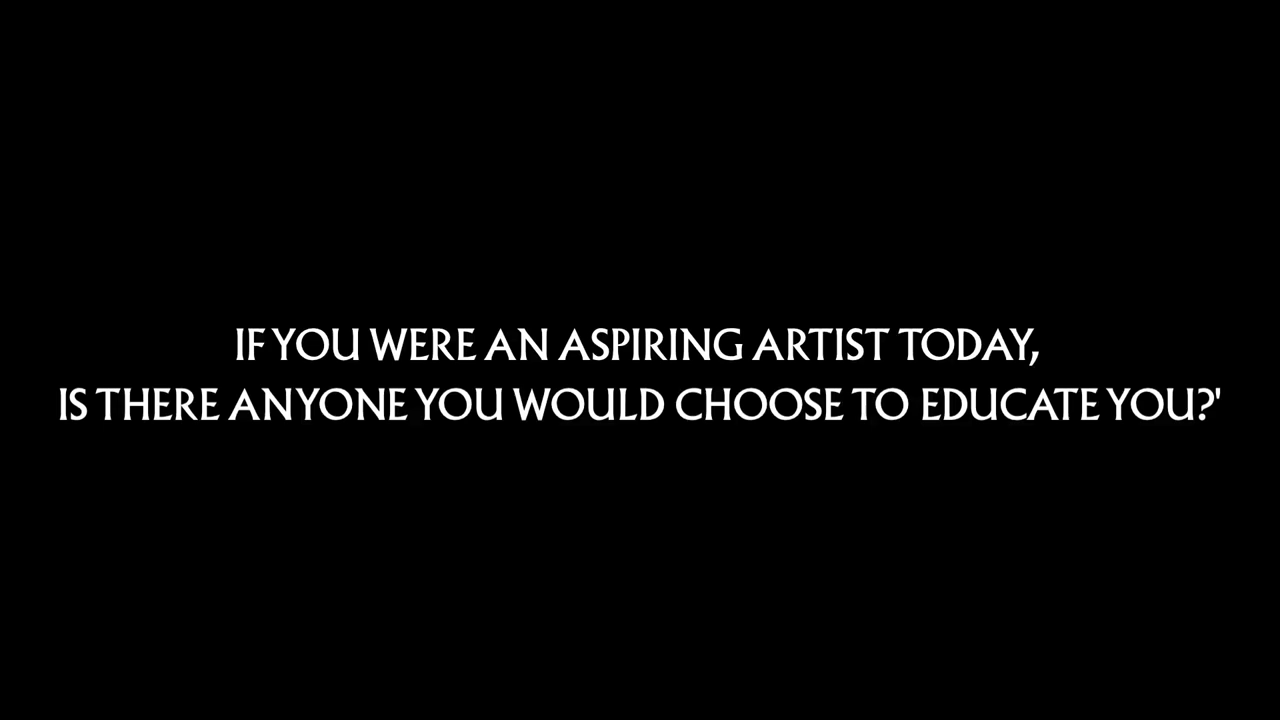 IF YOU WERE AN ASPIRING ARTIST TODAY,
IS THERE ANYONE YOU WOULD CHOOSE TO EDUCATE YOU?'